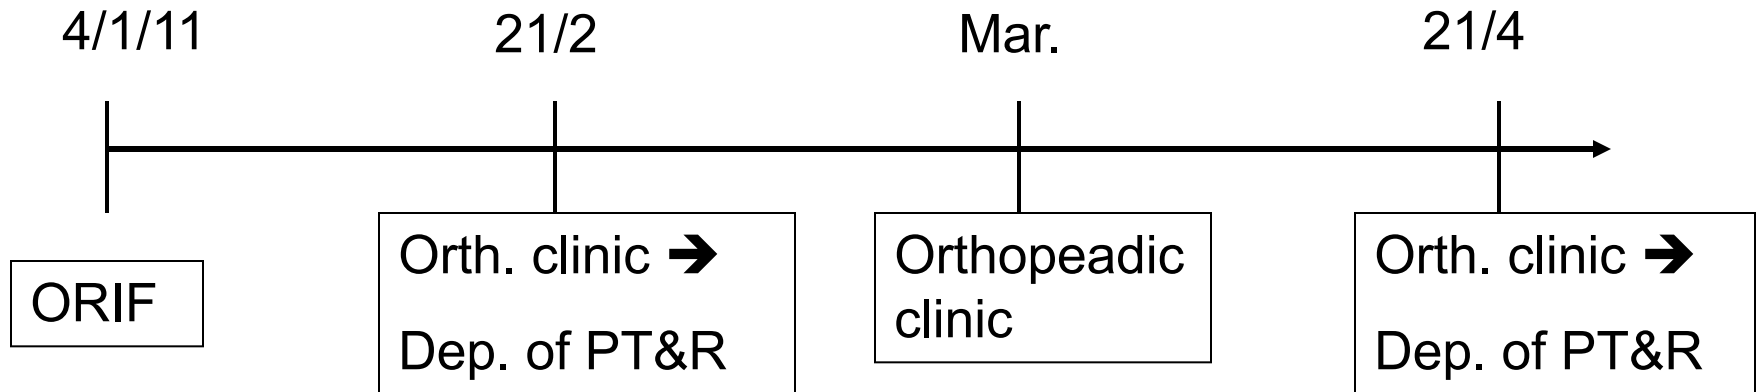 4/1/11
21/2
Mar.
21/4
ORIF
Orth. clinic ➔
Dep. of PT&R
Orthopeadic
clinic
Orth. clinic ➔
Dep. of PT&R